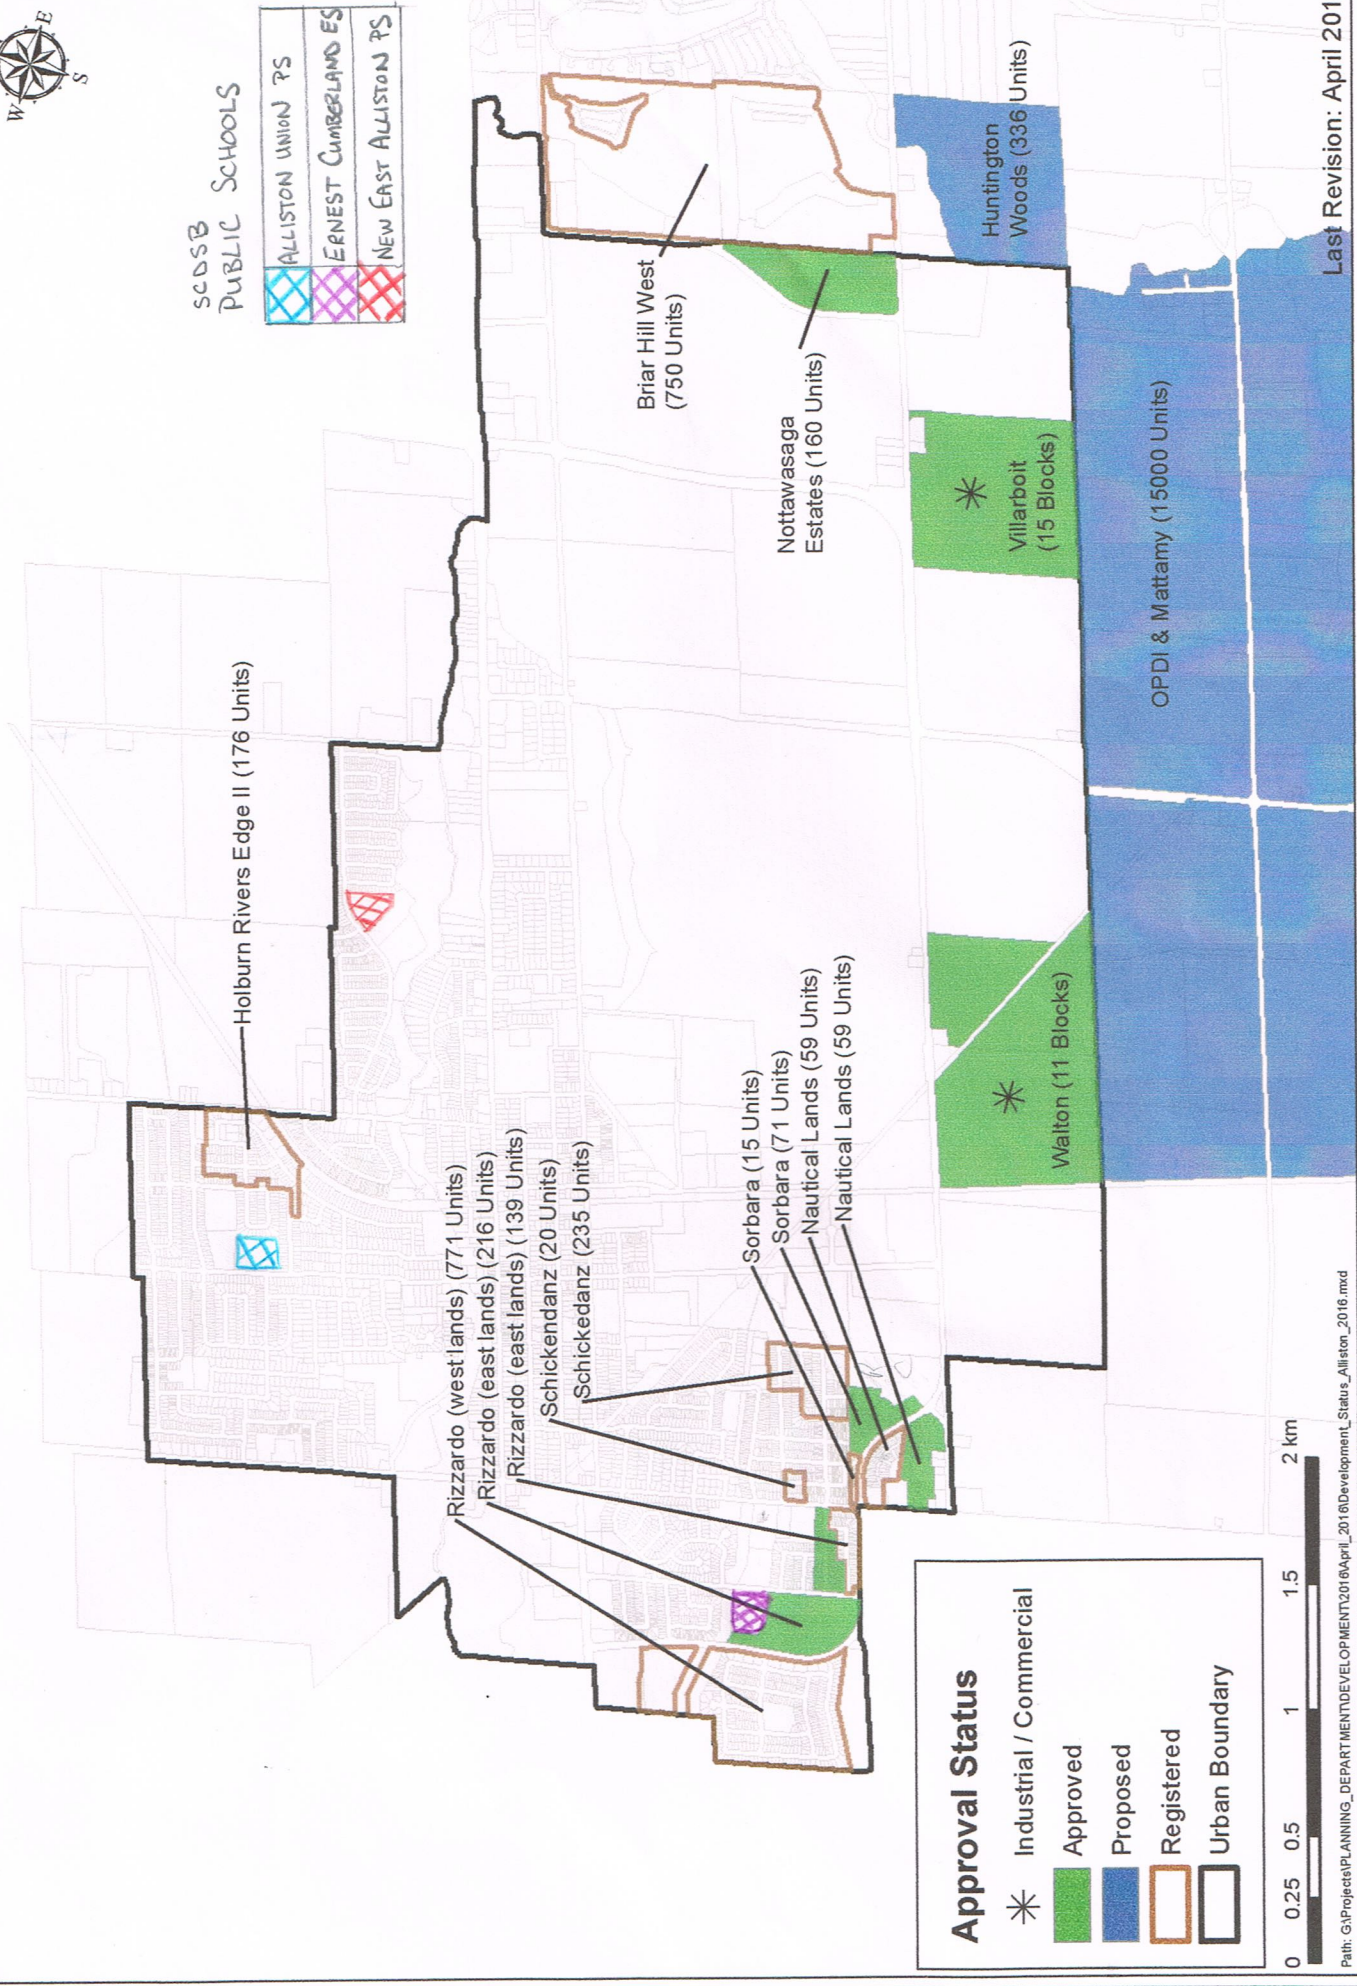 W
E
S
SCDSB
PUBLIC SCHOOLS
ALLISTON UNION PS
ERNEST CUMBERLAND ES
NEW EAST ALLISTON PS
Holburn Rivers Edge II (176 Units)
Briar Hill West
(750 Units)
Nottawasaga
Estates (160 Units)
Huntington
Woods (336 Units)
Villarboit
(15 Blocks)
OPDI & Mattamy (15000 Units)
Walton (11 Blocks)
Rizzardo (west lands) (771 Units)
Rizzardo (east lands) (216 Units)
Rizzardo (east lands) (139 Units)
Schickendanz (20 Units)
Schickedanz (235 Units)
Sorbara (15 Units)
Sorbara (71 Units)
Nautical Lands (59 Units)
Nautical Lands (59 Units)
Approval Status
Industrial / Commercial
Approved
Proposed
Registered
Urban Boundary
0 0.25 0.5 1 1.5 2 km
Path: G:\Projects\PLANNING_DEPARTMENT\DEVELOPMENT\2016\April_2016\Development_Status_Alliston_2016.mxd
Last Revision: April 201